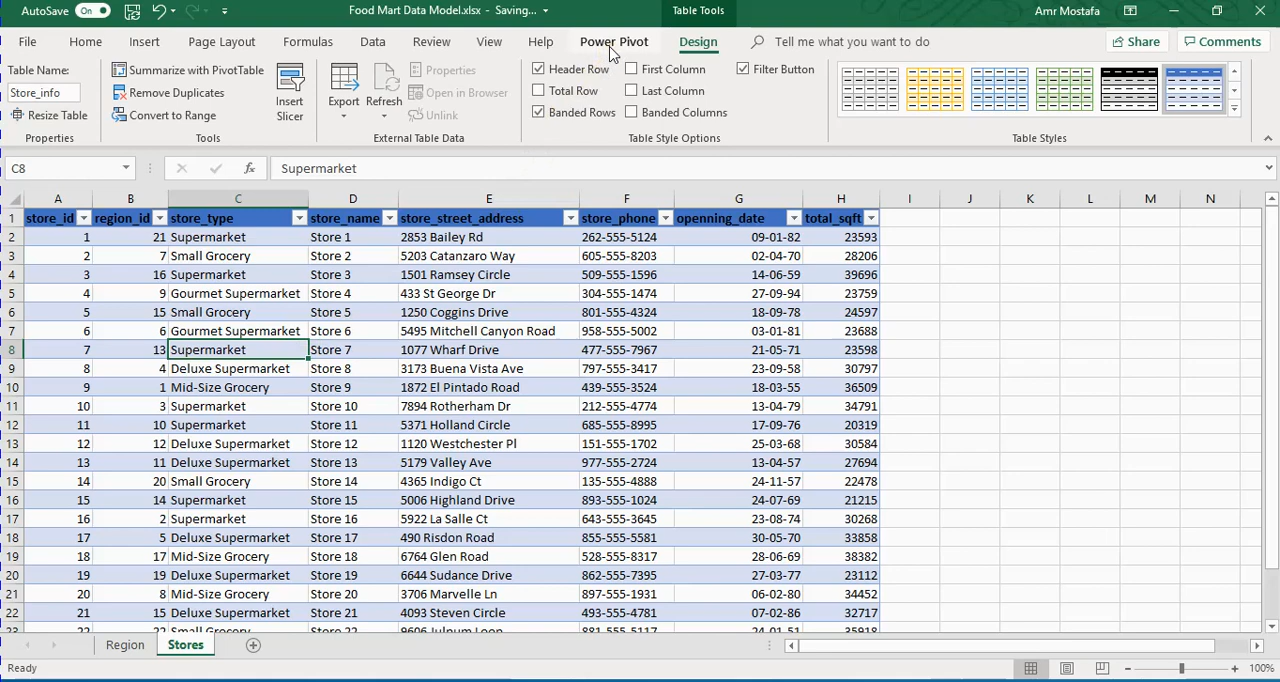 AutoSave On Food Mart Data Model.xlsx - Saving... Table Tools Amr Mostafa
File Home Insert Page Layout Formulas Data Review View Help Power Pivot Design Tell me what you want to do Share Comments
Table Name: Summarize with PivotTable Properties Header Row First Column Filter Button
Store_info Remove Duplicates Insert Slicer Export Refresh Open in Browser Total Row Last Column
Resize Table Convert to Range Unlink Banded Rows Banded Columns
Properties Tools External Table Data Table Style Options Table Styles
C8 fx Supermarket
A B C D E F G H I J K L M N
1 store_id region_id store_type store_name store_street_address store_phone openning_date total_sqft
2 1 21 Supermarket Store 1 2853 Bailey Rd 262-555-5124 09-01-82 23593
3 2 7 Small Grocery Store 2 5203 Catanzaro Way 605-555-8203 02-04-70 28206
4 3 16 Supermarket Store 3 1501 Ramsey Circle 509-555-1596 14-06-59 39696
5 4 9 Gourmet Supermarket Store 4 433 St George Dr 304-555-1474 27-09-94 23759
6 5 15 Small Grocery Store 5 1250 Coggins Drive 801-555-4324 18-09-78 24597
7 6 6 Gourmet Supermarket Store 6 5495 Mitchell Canyon Road 958-555-5002 03-01-81 23688
8 7 13 Supermarket Store 7 1077 Wharf Drive 477-555-7967 21-05-71 23598
9 8 4 Deluxe Supermarket Store 8 3173 Buena Vista Ave 797-555-3417 23-09-58 30797
10 9 1 Mid-Size Grocery Store 9 1872 El Pintado Road 439-555-3524 18-03-55 36509
11 10 3 Supermarket Store 10 7894 Rotherham Dr 212-555-4774 13-04-79 34791
12 11 10 Supermarket Store 11 5371 Holland Circle 685-555-8995 17-09-76 20319
13 12 12 Deluxe Supermarket Store 12 1120 Westchester Pl 151-555-1702 25-03-68 30584
14 13 11 Deluxe Supermarket Store 13 5179 Valley Ave 977-555-2724 13-04-57 27694
15 14 20 Small Grocery Store 14 4365 Indigo Ct 135-555-4888 24-11-57 22478
16 15 14 Supermarket Store 15 5006 Highland Drive 893-555-1024 24-07-69 21215
17 16 2 Supermarket Store 16 5922 La Salle Ct 643-555-3645 23-08-74 30268
18 17 5 Deluxe Supermarket Store 17 490 Risdon Road 855-555-5581 30-05-70 33858
19 18 17 Mid-Size Grocery Store 18 6764 Glen Road 528-555-8317 28-06-69 38382
20 19 19 Deluxe Supermarket Store 19 6644 Sudance Drive 862-555-7395 27-03-77 23112
21 20 8 Mid-Size Grocery Store 20 3706 Marvelle Ln 897-555-1931 06-02-80 34452
22 21 15 Deluxe Supermarket Store 21 4093 Steven Circle 493-555-4781 07-02-86 32717
23 22 22 Small Grocery Store 22 9606 Julpum Loop 881-555-5117 24-01-51 35918
Region Stores
Ready 100%